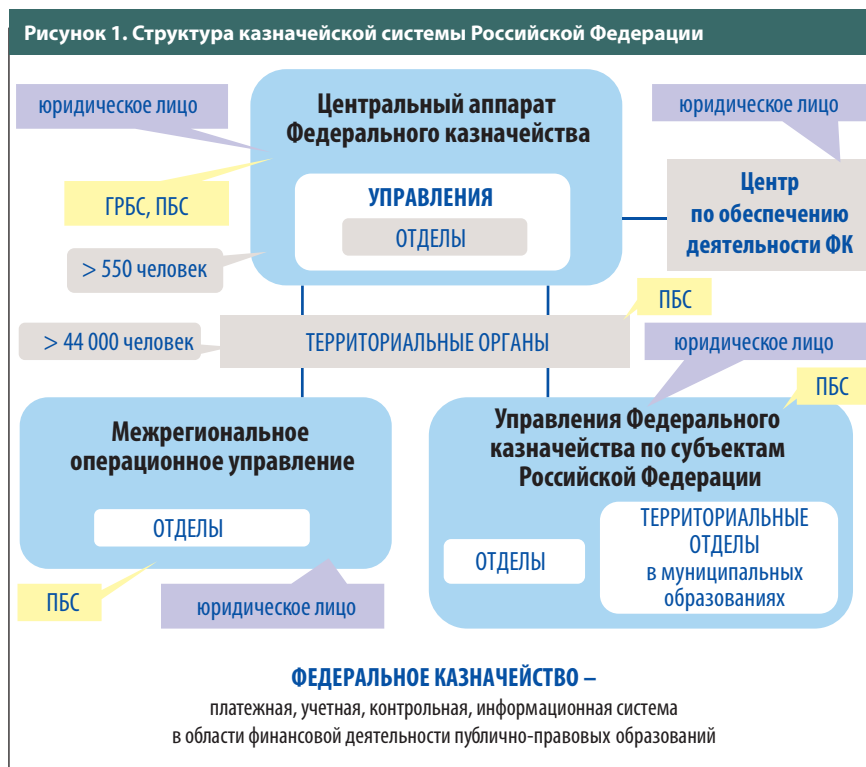 Рисунок 1. Структура казначейской системы Российской Федерации
юридическое лицо
Центральный аппарат
Федерального казначейства
юридическое лицо
ГРБС, ПБС
УПРАВЛЕНИЯ
ОТДЕЛЫ
Центр
по обеспечению
деятельности ФК
> 550 человек
ПБС
> 44 000 человек
ТЕРРИТОРИАЛЬНЫЕ ОРГАНЫ
юридическое лицо
ПБС
Межрегиональное
операционное управление
ОТДЕЛЫ
ПБС
юридическое лицо
Управления Федерального
казначейства по субъектам
Российской Федерации
ОТДЕЛЫ
ТЕРРИТОРИАЛЬНЫЕ
ОТДЕЛЫ
в муниципальных
образованиях
ФЕДЕРАЛЬНОЕ КАЗНАЧЕЙСТВО –
платежная, учетная, контрольная, информационная система
в области финансовой деятельности публично-правовых образований